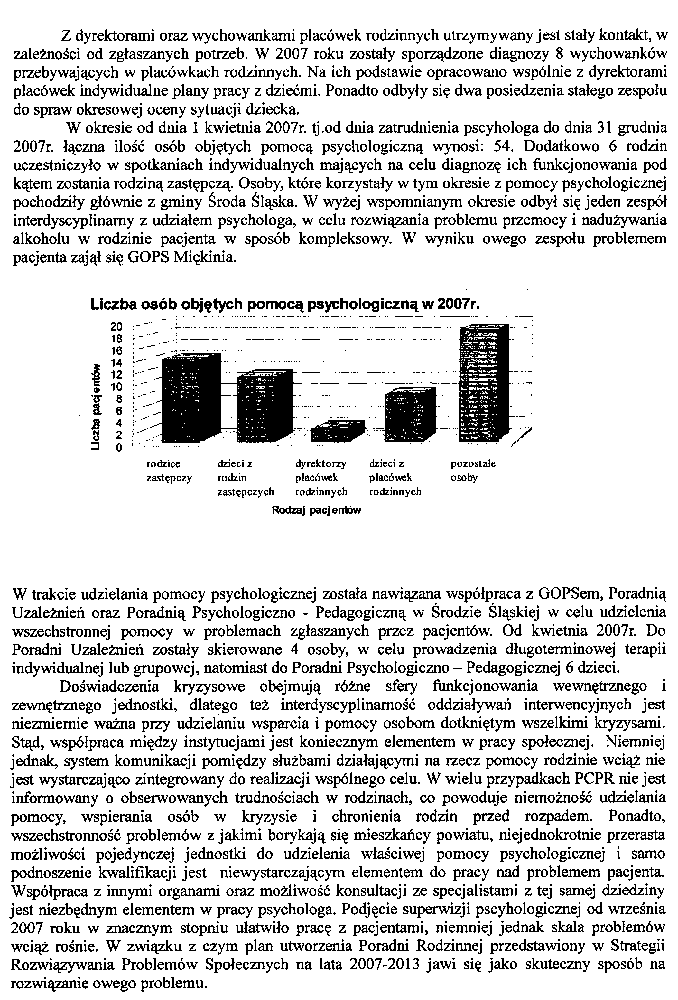 Z dyrektorami oraz wychowankami placówek rodzinnych utrzymywany jest stały kontakt, w
zależności od zgłaszanych potrzeb. W 2007 roku zostały sporządzone diagnozy 8 wychowanków
przebywających w placówkach rodzinnych. Na ich podstawie opracowano wspólnie z dyrektorami
placówek indywidualne plany pracy z dziećmi. Ponadto odbyły się dwa posiedzenia stałego zespołu
do spraw okresowej oceny sytuacji dziecka.
W okresie od dnia 1 kwietnia 2007r. tj.od dnia zatrudnienia pscyhologa do dnia 31 grudnia
2007r. łączna ilość osób objętych pomocą psychologiczną wynosi: 54. Dodatkowo 6 rodzin
uczestniczyło w spotkaniach indywidualnych mających na celu diagnozę ich funkcjonowania pod
kątem zostania rodziną zastępczą. Osoby, które korzystały w tym okresie z pomocy psychologicznej
pochodziły głównie z gminy Środa Śląska. W wyżej wspomnianym okresie odbył się jeden zespół
interdyscyplinarny z udziałem psychologa, w celu rozwiązania problemu przemocy i nadużywania
alkoholu w rodzinie pacjenta w sposób kompleksowy. W wyniku owego zespołu problemem
pacjenta zajął się GOPS Miękinia.
Liczba osób objętych pomocą psychologiczną w 2007r.
20
18
16
14
12
10
8
6
4
2
0
Liczba pacjentów
rodzice dzieci z dyrektorzy dzieci z pozostałe
zastępczy rodzin placówek placówek osoby
zastępczych rodzinnych rodzinnych
Rodzaj pacjentów
W trakcie udzielania pomocy psychologicznej została nawiązana współpraca z GOPSem, Poradnią
Uzależnień oraz Poradnią Psychologiczno - Pedagogiczną w Środzie Śląskiej w celu udzielenia
wszechstronnej pomocy w problemach zgłaszanych przez pacjentów. Od kwietnia 2007r. Do
Poradni Uzależnień zostały skierowane 4 osoby, w celu prowadzenia długoterminowej terapii
indywidualnej lub grupowej, natomiast do Poradni Psychologiczno – Pedagogicznej 6 dzieci.
Doświadczenia kryzysowe obejmują różne sfery funkcjonowania wewnętrznego i
zewnętrznego jednostki, dlatego też interdyscyplinarność oddziaływań interwencyjnych jest
niezmiernie ważna przy udzielaniu wsparcia i pomocy osobom dotkniętym wszelkimi kryzysami.
Stąd, współpraca między instytucjami jest koniecznym elementem w pracy społecznej. Niemniej
jednak, system komunikacji pomiędzy służbami działającymi na rzecz pomocy rodzinie wciąż nie
jest wystarczająco zintegrowany do realizacji wspólnego celu. W wielu przypadkach PCPR nie jest
informowany o obserwowanych trudnościach w rodzinach, co powoduje niemożność udzielania
pomocy, wspierania osób w kryzysie i chronienia rodzin przed rozpadem. Ponadto,
wszechstronność problemów z jakimi borykają się mieszkańcy powiatu, niejednokrotnie przerasta
możliwości pojedynczej jednostki do udzielenia właściwej pomocy psychologicznej i samo
podnoszenie kwalifikacji jest niewystarczającym elementem do pracy nad problemem pacjenta.
Współpraca z innymi organami oraz możliwość konsultacji ze specjalistami z tej samej dziedziny
jest niezbędnym elementem w pracy psychologa. Podjęcie superwizji pscyhologicznej od września
2007 roku w znacznym stopniu ułatwiło pracę z pacjentami, niemniej jednak skala problemów
wciąż rośnie. W związku z czym plan utworzenia Poradni Rodzinnej przedstawiony w Strategii
Rozwiązywania Problemów Społecznych na lata 2007-2013 jawi się jako skuteczny sposób na
rozwiązanie owego problemu.